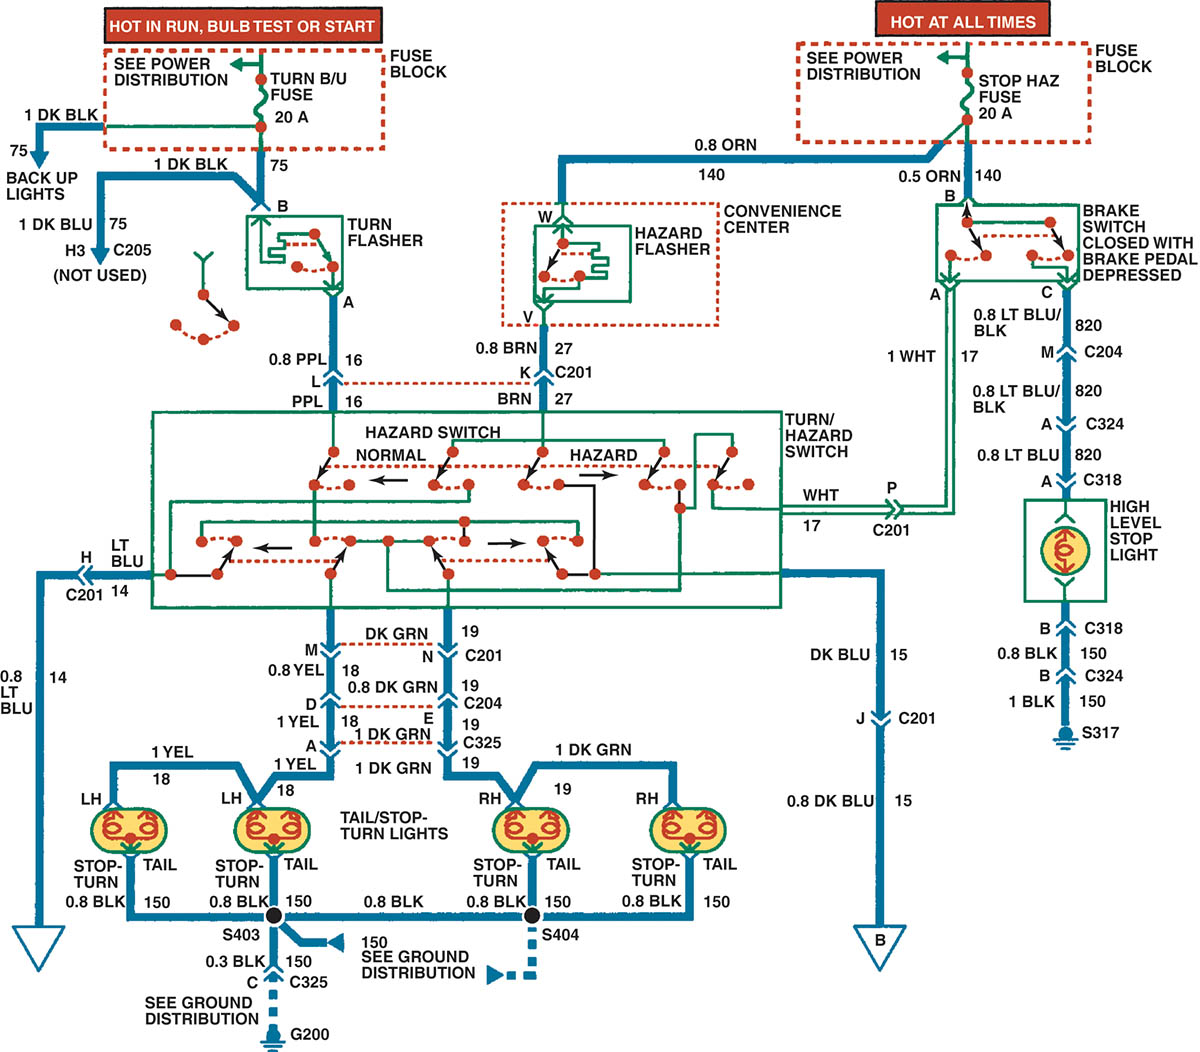 HOT IN RUN, BULB TEST OR START
HOT AT ALL TIMES
SEE POWER
DISTRIBUTION
TURN B/U
FUSE
20 A
FUSE
BLOCK
SEE POWER
DISTRIBUTION
STOP HAZ
FUSE
20 A
FUSE
BLOCK
1 DK BLK
75
BACK UP
LIGHTS
1 DK BLK
75
1 DK BLU
75
H3
C205
(NOT USED)
B
TURN
FLASHER
A
0.8 ORN
140
0.5 ORN
140
W
CONVENIENCE
CENTER
HAZARD
FLASHER
V
B
BRAKE
SWITCH
CLOSED WITH
BRAKE PEDAL
DEPRESSED
A
C
0.8 PPL
16
L
PPL
16
0.8 BRN
27
K
C201
BRN
27
1 WHT
17
0.8 LT BLU/
BLK
820
M
C204
0.8 LT BLU/
BLK
820
A
C324
0.8 LT BLU
820
A
C318
HAZARD SWITCH
NORMAL
HAZARD
TURN/
HAZARD
SWITCH
WHT
17
P
C201
HIGH
LEVEL
STOP
LIGHT
H
C201
LT
BLU
14
0.8
LT
BLU
14
B
C318
0.8 BLK
150
B
C324
1 BLK
150
S317
M
DK GRN
19
N
C201
0.8 YEL
18
0.8 DK GRN
19
D
E
C204
1 YEL
18
1 DK GRN
19
A
C325
1 YEL
18
1 DK GRN
19
DK BLU
15
J
C201
0.8 DK BLU
15
1 YEL
18
1 DK GRN
19
LH
LH
RH
RH
TAIL/STOP-
TURN LIGHTS
STOP-
TURN
TAIL
STOP-
TURN
TAIL
STOP-
TURN
TAIL
STOP-
TURN
TAIL
0.8 BLK
150
0.8 BLK
150
0.8 BLK
0.8 BLK
150
0.8 BLK
150
S403
150
S404
SEE GROUND
DISTRIBUTION
0.3 BLK
150
C
C325
SEE GROUND
DISTRIBUTION
G200
B